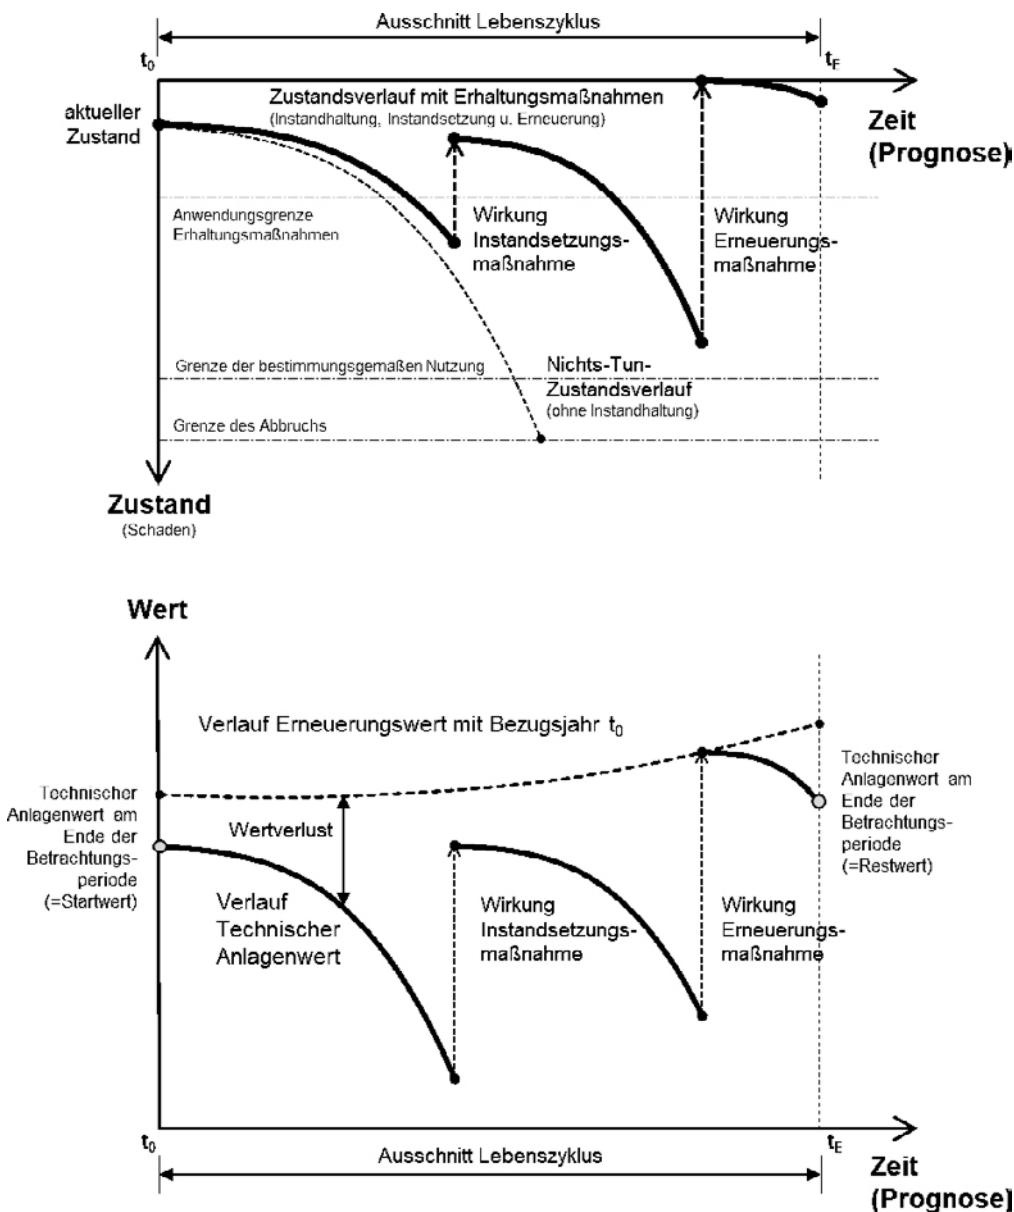 Ausschnitt Lebenszyklus
t0
tE
Zustandsverlauf mit Erhaltungsmaßnahmen
(Instandhaltung, Instandsetzung u. Erneuerung)
aktueller
Zustand
Zeit
(Prognose)
Anwendungsgrenze
Erhaltungsmaßnahmen
Wirkung
Instandsetzungs-
maßnahme
Wirkung
Erneuerungs-
maßnahme
Grenze der bestimmungsgemäßen Nutzung
Nichts-Tun-
Zustandsverlauf
(ohne Instandhaltung)
Grenze des Abbruchs
Zustand
(Schaden)
Wert
Verlauf Erneuerungswert mit Bezugsjahr t0
Technischer
Anlagenwert am
Ende der
Betrachtungs-
periode
(=Startwert)
Wertverlust
Verlauf
Technischer
Anlagenwert
Wirkung
Instandsetzungs-
maßnahme
Wirkung
Erneuerungs-
maßnahme
Technischer
Anlagenwert am
Ende der
Betrachtungs-
periode
(=Restwert)
t0
tE
Ausschnitt Lebenszyklus
Zeit
(Prognose)